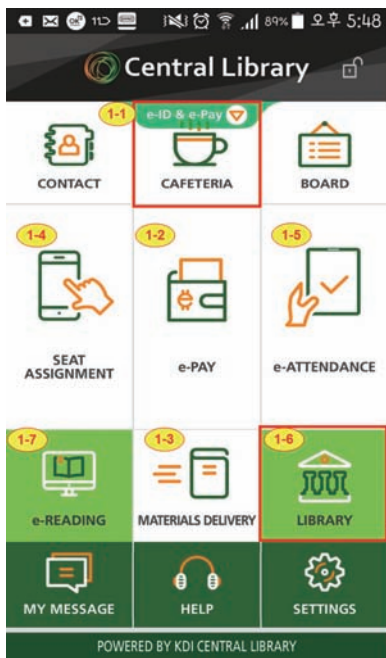 89% 오후 5:48
Central Library
1-1 e-ID & e-Pay
CONTACT
CAFETERIA
BOARD
1-4
1-2
1-5
SEAT
ASSIGNMENT
e-PAY
e-ATTENDANCE
1-7
1-3
1-6
e-READING
MATERIALS DELIVERY
LIBRARY
MY MESSAGE
HELP
SETTINGS
POWERED BY KDI CENTRAL LIBRARY